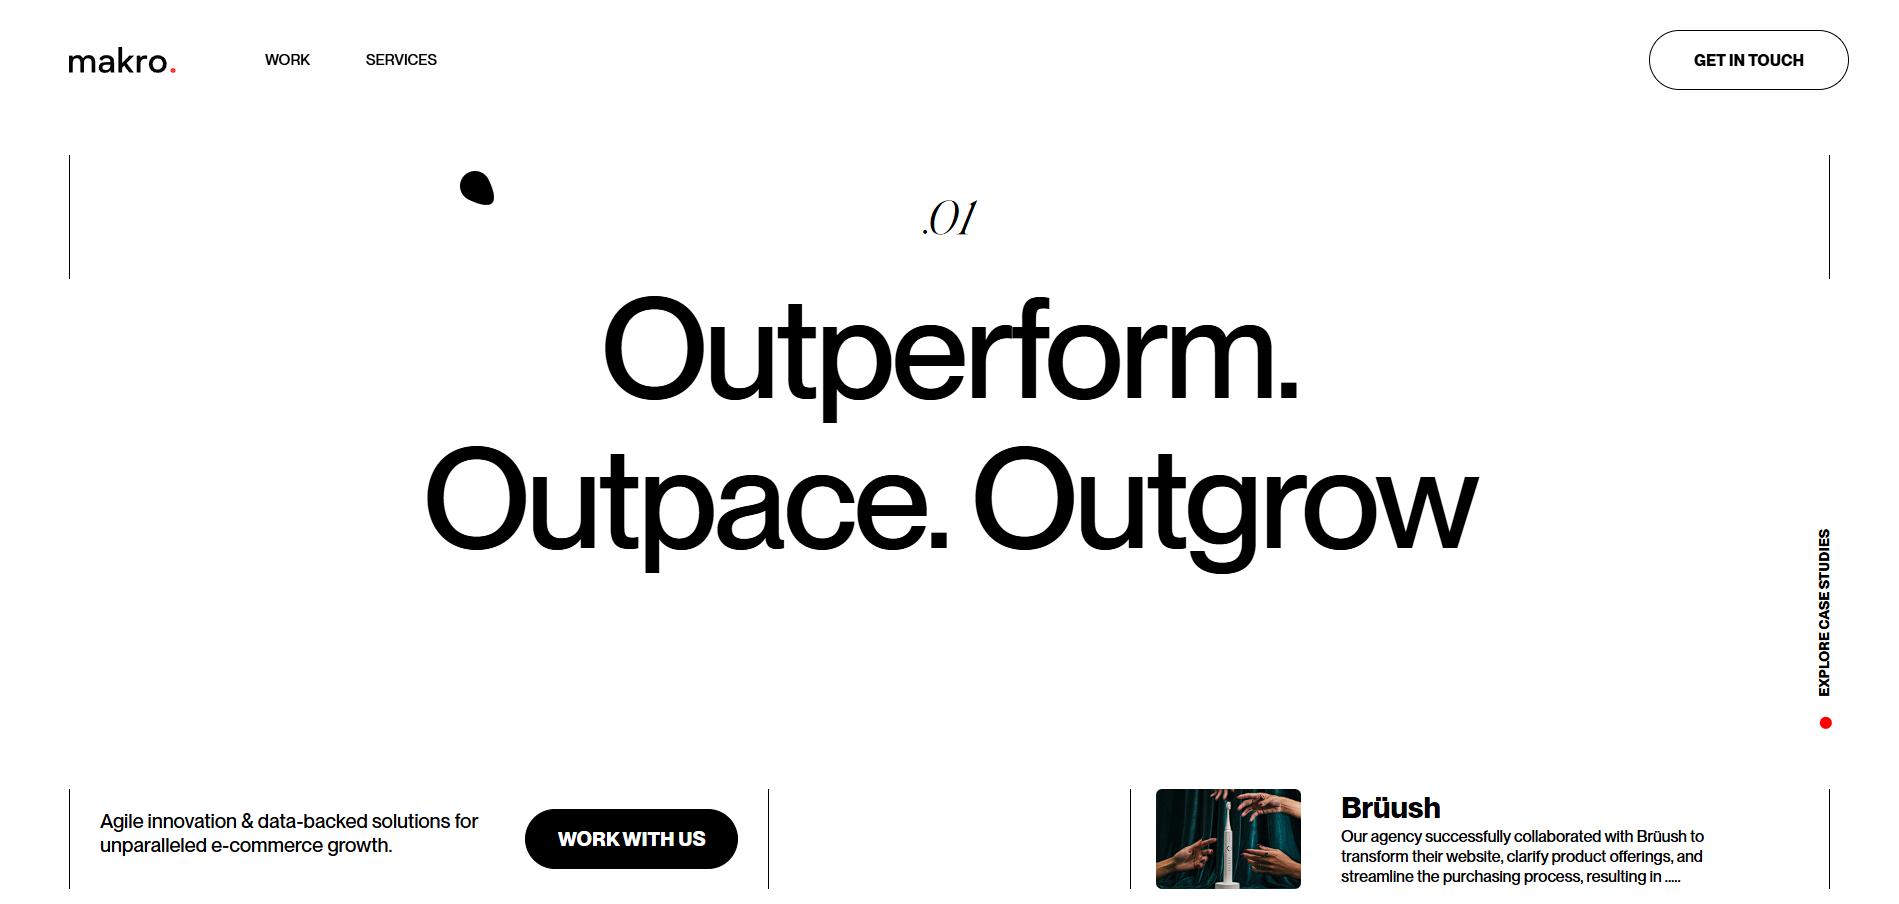 makro.
WORK
SERVICES
GET IN TOUCH
.01
Outperform.
Outpace. Outgrow
EXPLORE CASE STUDIES
Agile innovation & data-backed solutions for
unparalleled e-commerce growth.
WORK WITH US
Brüush
Our agency successfully collaborated with Brüush to
transform their website, clarify product offerings, and
streamline the purchasing process, resulting in .....